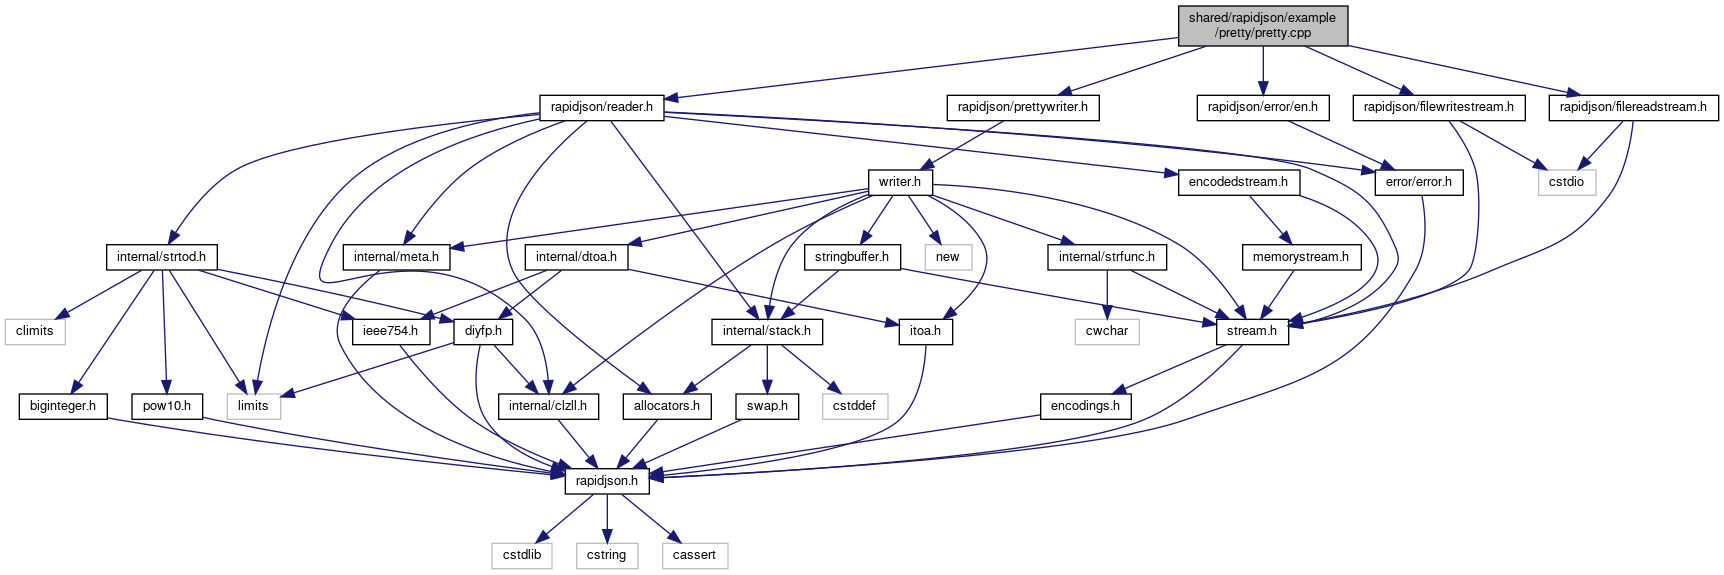 shared/rapidjson/example
/pretty/pretty.cpp
rapidjson/reader.h
rapidjson/prettywriter.h
rapidjson/error/en.h
rapidjson/filewritestream.h
rapidjson/filereadstream.h
writer.h
encodedstream.h
error/error.h
cstdio
internal/strtod.h
internal/meta.h
internal/dtoa.h
stringbuffer.h
new
internal/strfunc.h
memorystream.h
climits
ieee754.h
diyfp.h
internal/stack.h
itoa.h
cwchar
stream.h
biginteger.h
pow10.h
limits
internal/clzll.h
allocators.h
swap.h
cstddef
encodings.h
rapidjson.h
cstdlib
cstring
cassert